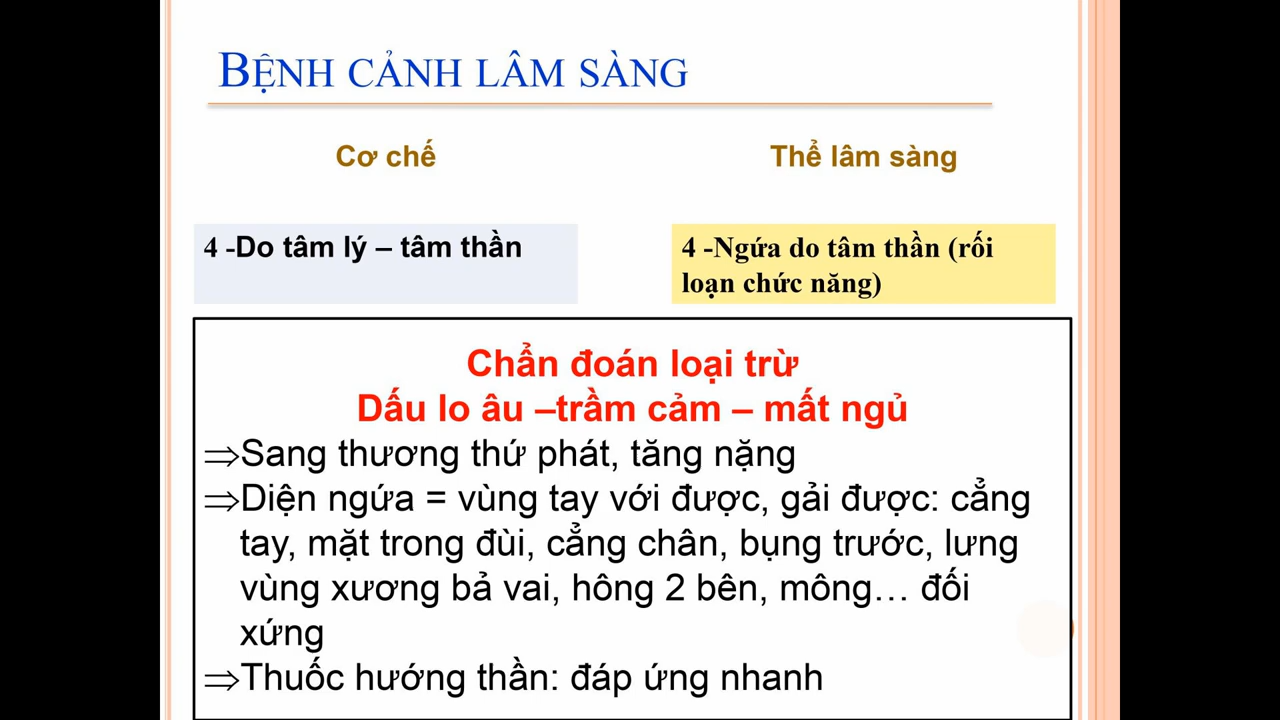 BỆNH CẢNH LÂM SÀNG
Cơ chế
Thể lâm sàng
4 -Do tâm lý – tâm thần
4 -Ngứa do tâm thần (rối
loạn chức năng)
Chẩn đoán loại trừ
Dấu lo âu –trầm cảm – mất ngủ
⇒Sang thương thứ phát, tăng nặng
⇒Diện ngứa = vùng tay với được, gải được: cẳng
tay, mặt trong đùi, cẳng chân, bụng trước, lưng
vùng xương bả vai, hông 2 bên, mông… đối
xứng
⇒Thuốc hướng thần: đáp ứng nhanh